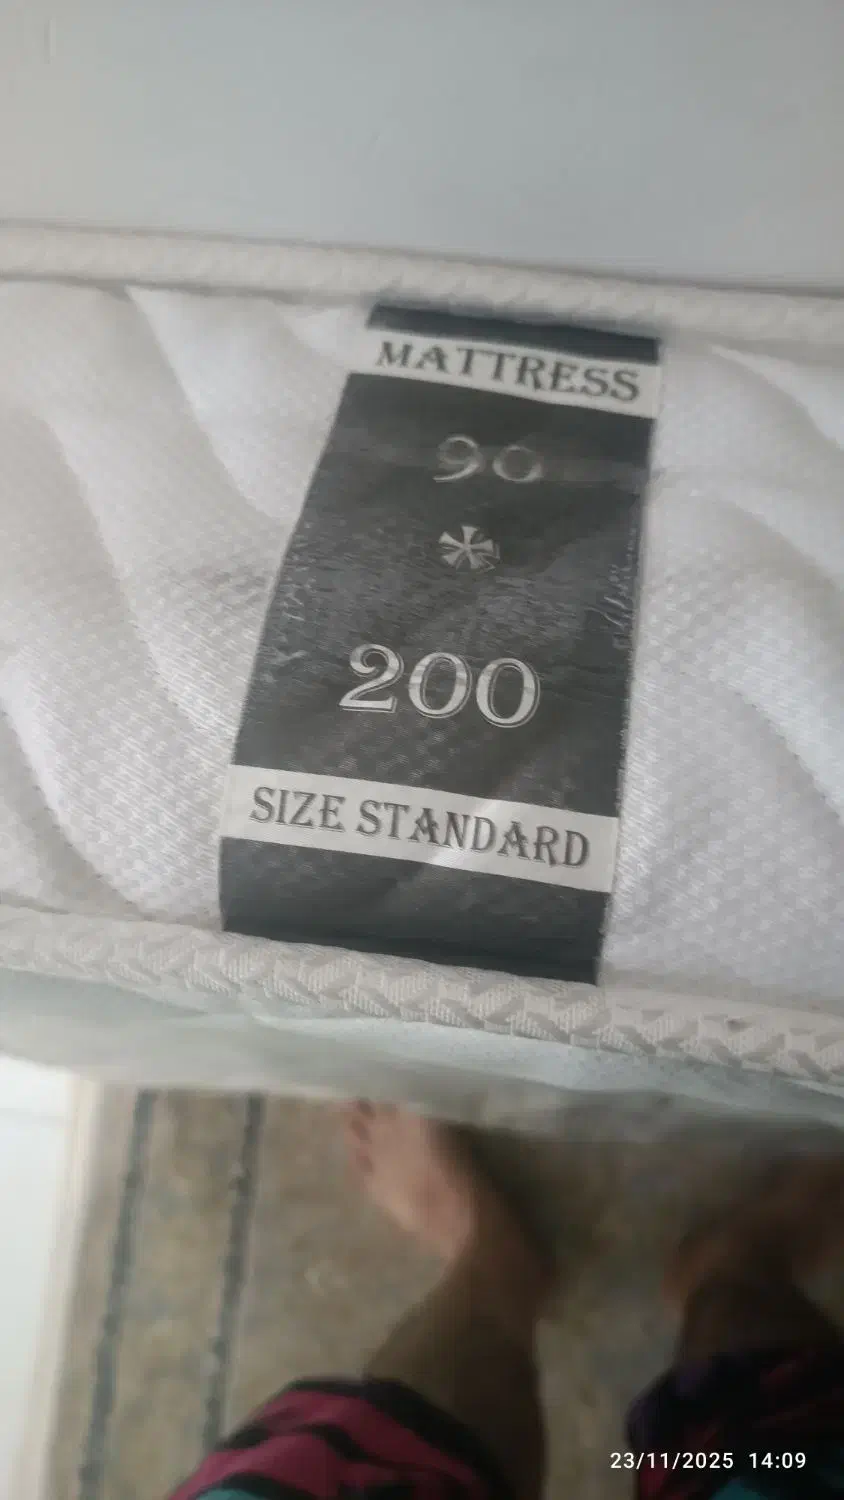 MATTRESS
90
*
200
SIZE STANDARD
23/11/2025 14:09